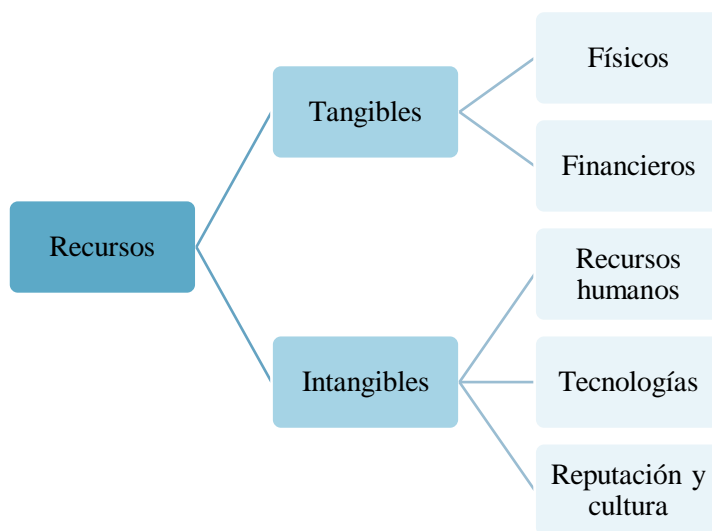 Recursos
Tangibles
Físicos
Financieros
Intangibles
Recursos
humanos
Tecnologías
Reputación y
cultura